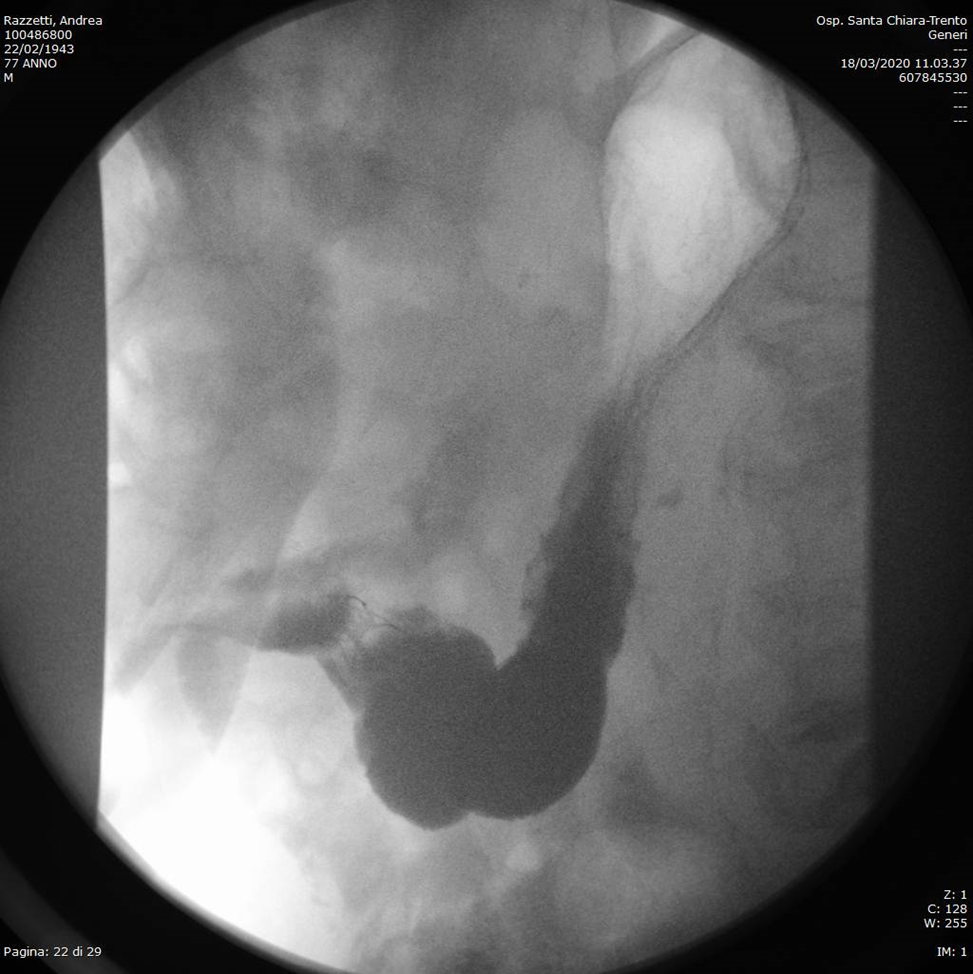 Razzetti, Andrea
100486800
22/02/1943
77 ANNO
M
Osp. Santa Chiara-Trento
Generi
---
18/03/2020 11.03.37
607845530
---
---
---
Z: 1
C: 128
W: 255
Pagina: 22 di 29
IM: 1